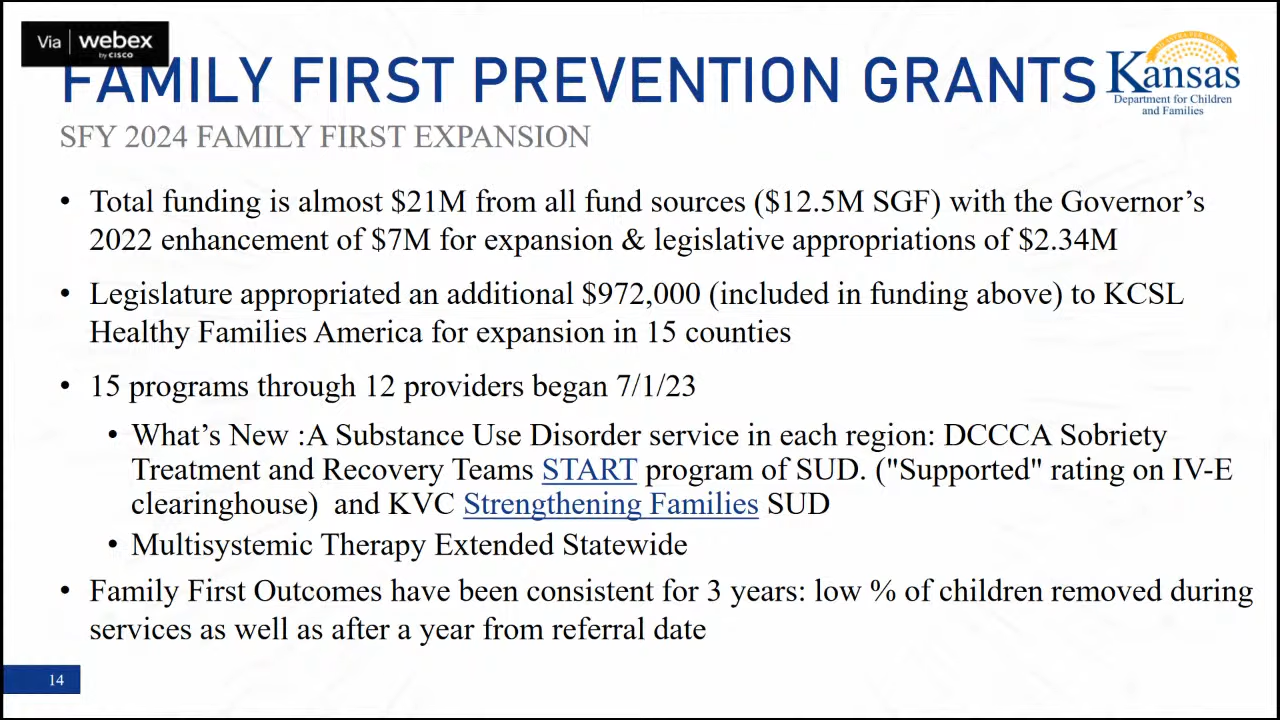 Via webex
by CISCO
FAMILY FIRST PREVENTION GRANTS
Kansas
Department for Children
and Families
SFY 2024 FAMILY FIRST EXPANSION
• Total funding is almost $21M from all fund sources ($12.5M SGF) with the Governor’s
2022 enhancement of $7M for expansion & legislative appropriations of $2.34M
• Legislature appropriated an additional $972,000 (included in funding above) to KCSL
Healthy Families America for expansion in 15 counties
• 15 programs through 12 providers began 7/1/23
• What’s New :A Substance Use Disorder service in each region: DCCCA Sobriety
Treatment and Recovery Teams START program of SUD. ("Supported" rating on IV-E
clearinghouse) and KVC Strengthening Families SUD
• Multisystemic Therapy Extended Statewide
• Family First Outcomes have been consistent for 3 years: low % of children removed during
services as well as after a year from referral date
14